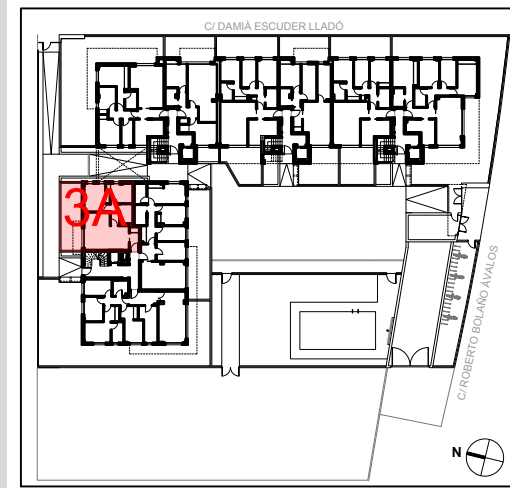 C/ DAMIÀ ESCUDER LLADÓ
3A
C/ ROBERTO BOLAÑO ÁVALOS
N